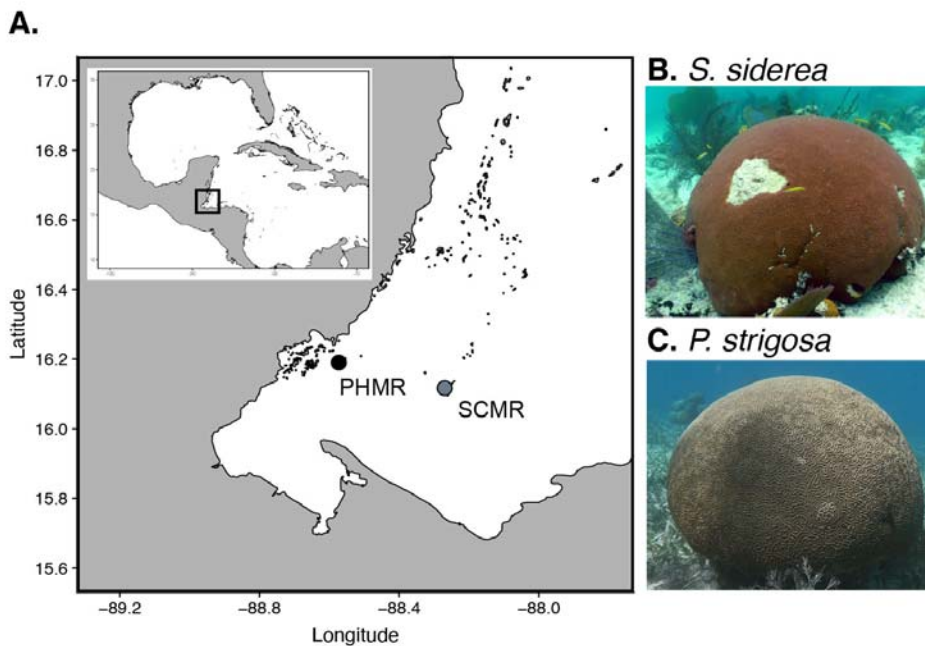 A.
17.0
16.8
16.6
16.4
16.2
16.0
15.8
15.6
Latitude
PHMR
SCMR
−89.2
−88.8
−88.4
−88.0
Longitude
B. S. siderea
C. P. strigosa